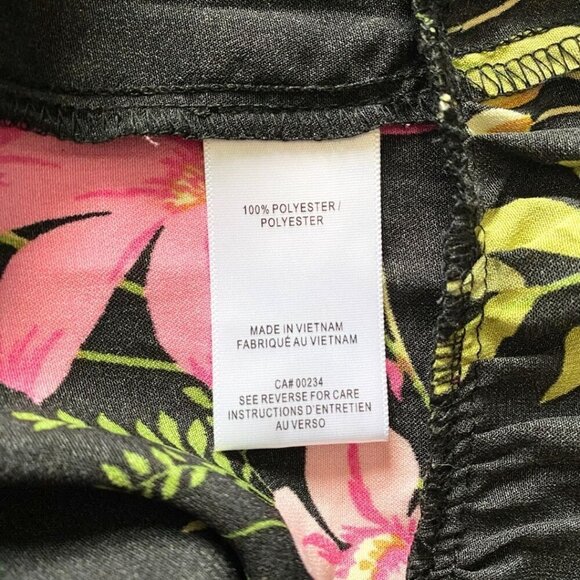 100% POLYESTER /
POLYESTER
MADE IN VIETNAM
FABRIQUÉ AU VIETNAM
CA# 00234
SEE REVERSE FOR CARE
INSTRUCTIONS D'ENTRETIEN
AU VERSO